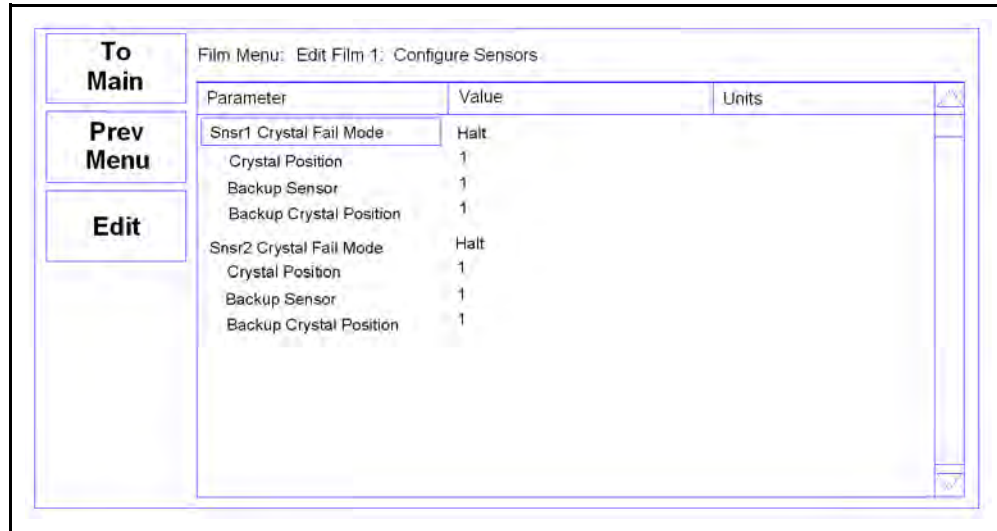 To
Main
Prev
Menu
Edit
Film Menu: Edit Film 1: Configure Sensors
Parameter Value Units
Snsr1 Crystal Fail Mode Halt
Crystal Position 1
Backup Sensor 1
Backup Crystal Position 1
Snsr2 Crystal Fail Mode Halt
Crystal Position 1
Backup Sensor 1
Backup Crystal Position 1